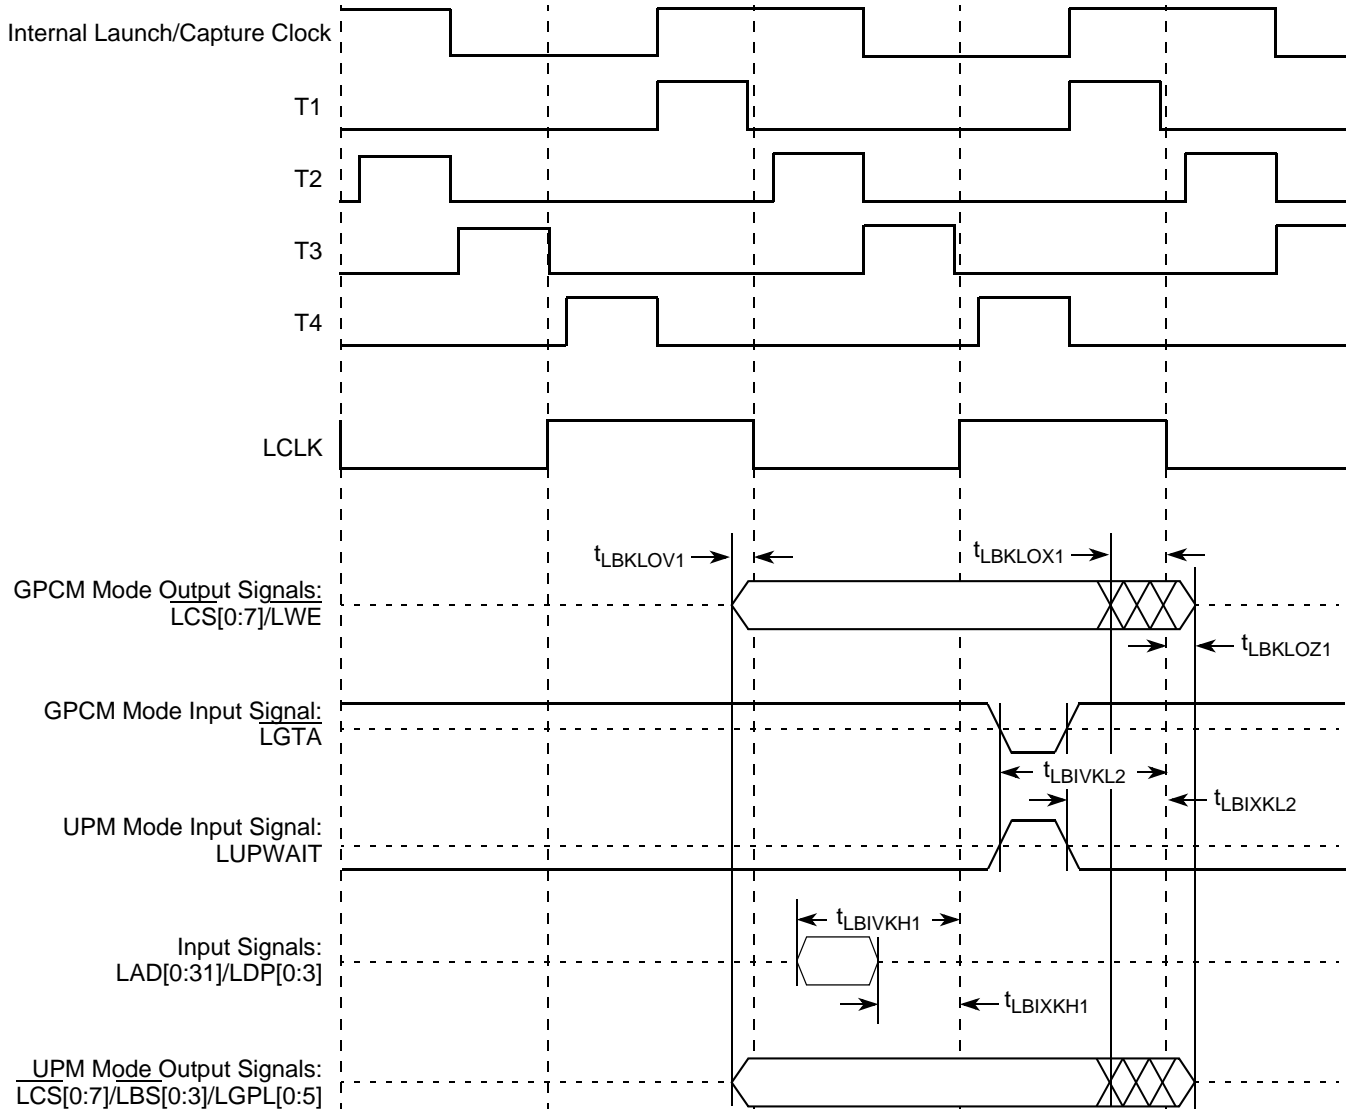 Internal Launch/Capture Clock
T1
T2
T3
T4
LCLK
tLBKLOV1
tLBKLOX1
GPCM Mode Output Signals:
LCS[0:7]/LWE
tLBKLOZ1
GPCM Mode Input Signal:
LGTA
tLBIVKL2
tLBIXKL2
UPM Mode Input Signal:
LUPWAIT
tLBIVKH1
Input Signals:
LAD[0:31]/LDP[0:3]
tLBIXKH1
UPM Mode Output Signals:
LCS[0:7]/LBS[0:3]/LGPL[0:5]